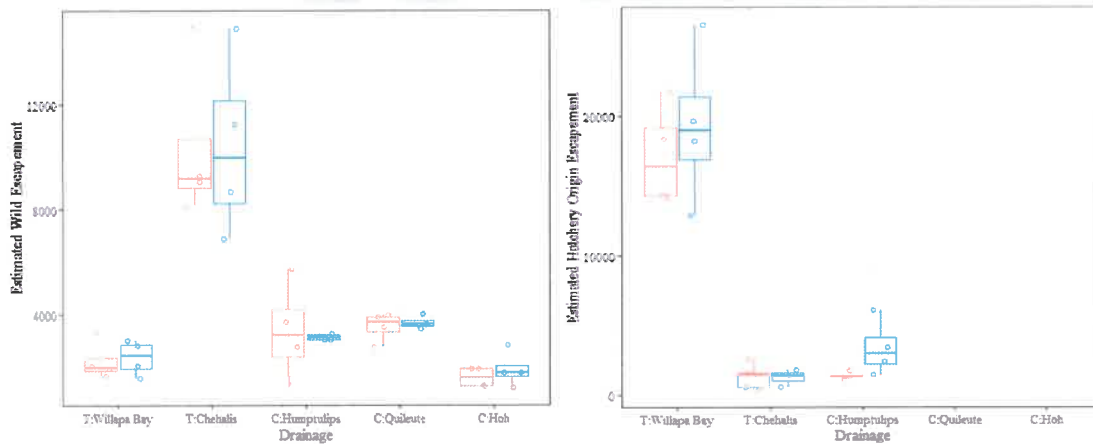 Estimated Wild Escapement
12000
8000
4000
T:Willapa Bay T:Chehalis C:Humptulips C:Quileute C:Hoh
Drainage
Estimated Hatchery Origin Escapement
20000
10000
0
T:Willapa Bay T:Chehalis C:Humptulips C:Quileute C:Hoh
Drainage